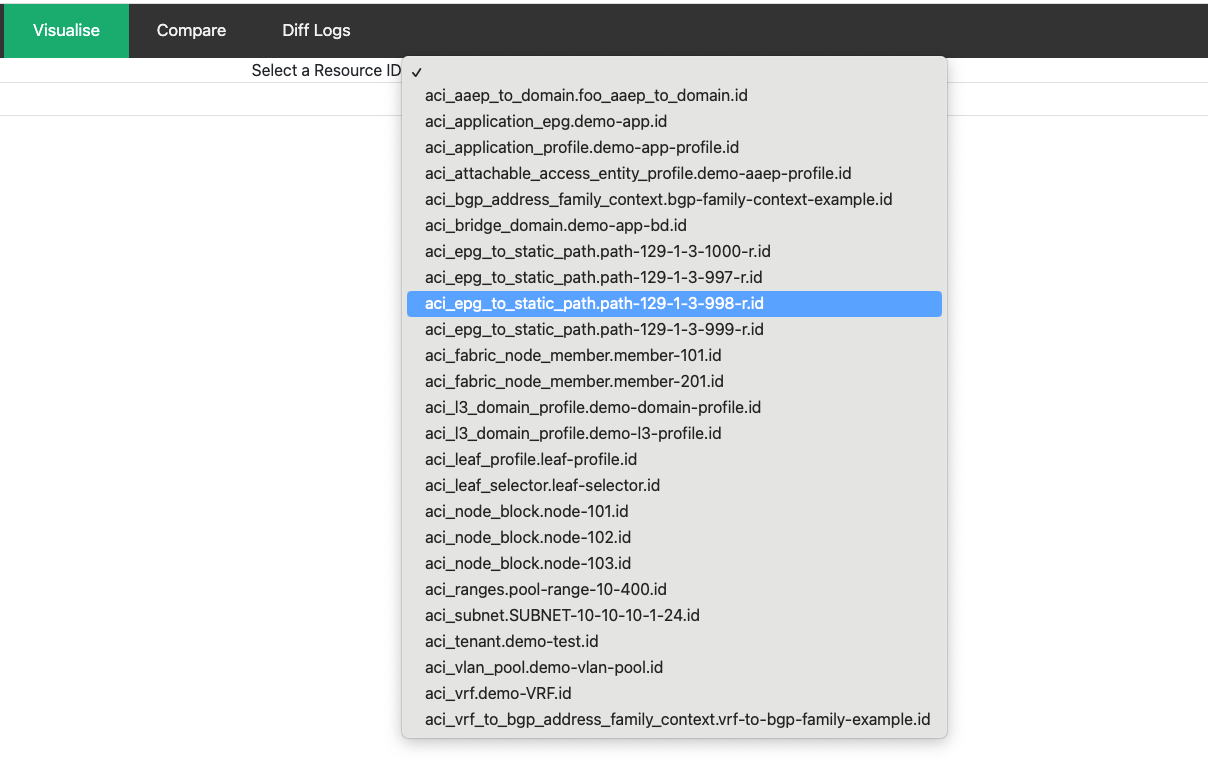 Visualise Compare Diff Logs
Select a Resource ID ✓
aci_aaep_to_domain.foo_aaep_to_domain.id
aci_application_epg.demo-app.id
aci_application_profile.demo-app-profile.id
aci_attachable_access_entity_profile.demo-aaep-profile.id
aci_bgp_address_family_context.bgp-family-context-example.id
aci_bridge_domain.demo-app-bd.id
aci_epg_to_static_path.path-129-1-3-1000-r.id
aci_epg_to_static_path.path-129-1-3-997-r.id
aci_epg_to_static_path.path-129-1-3-998-r.id
aci_epg_to_static_path.path-129-1-3-999-r.id
aci_fabric_node_member.member-101.id
aci_fabric_node_member.member-201.id
aci_l3_domain_profile.demo-domain-profile.id
aci_l3_domain_profile.demo-l3-profile.id
aci_leaf_profile.leaf-profile.id
aci_leaf_selector.leaf-selector.id
aci_node_block.node-101.id
aci_node_block.node-102.id
aci_node_block.node-103.id
aci_ranges.pool-range-10-400.id
aci_subnet.SUBNET-10-10-10-1-24.id
aci_tenant.demo-test.id
aci_vlan_pool.demo-vlan-pool.id
aci_vrf.demo-VRF.id
aci_vrf_to_bgp_address_family_context.vrf-to-bgp-family-example.id